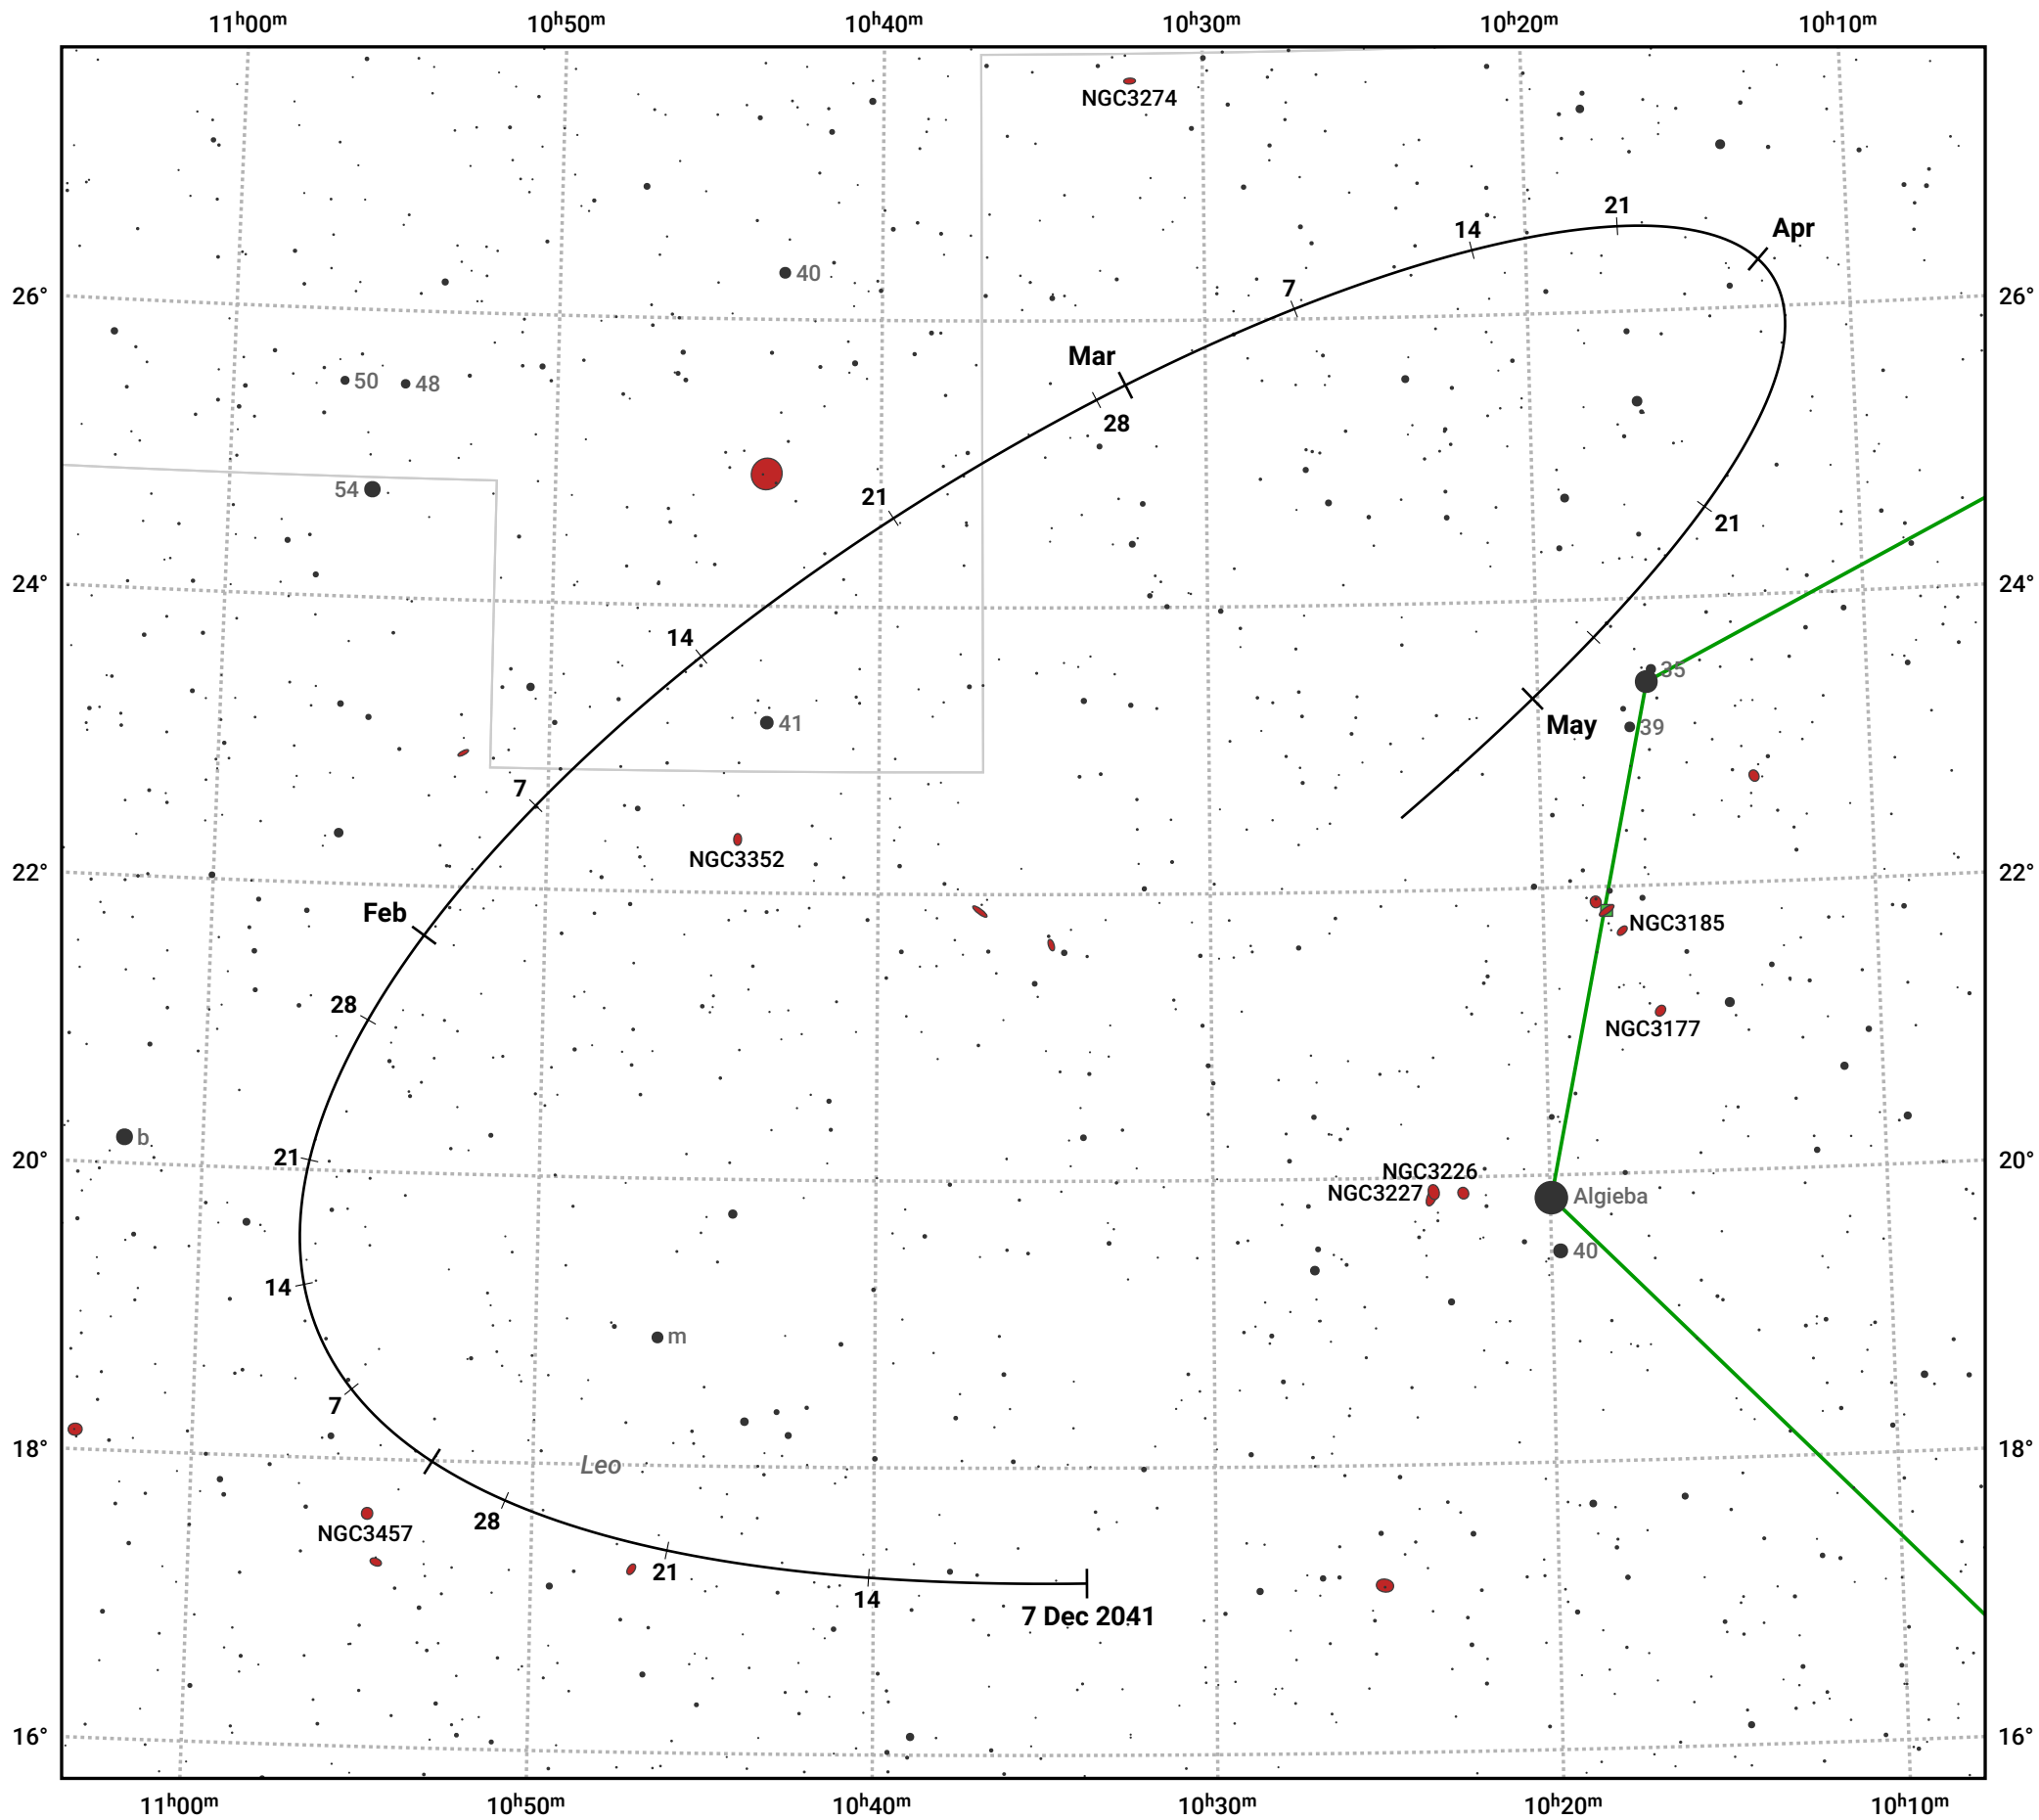 11h00m 10h50m 10h40m 10h30m 10h20m 10h10m
NGC3274
21
Apr
14
40
7
26° 26°
Mar
50 48
28
54
21
21
24° 24°
14
35
41
May
39
7
NGC3352
22° 22°
Feb
NGC3185
28
NGC3177
b
21
20° 20°
NGC3226
NGC3227
Algieba
40
14
m
7
18° 18°
Leo
28
NGC3457
21
14
7 Dec 2041
16° 16°
11h00m 10h50m 10h40m 10h30m 10h20m 10h10m